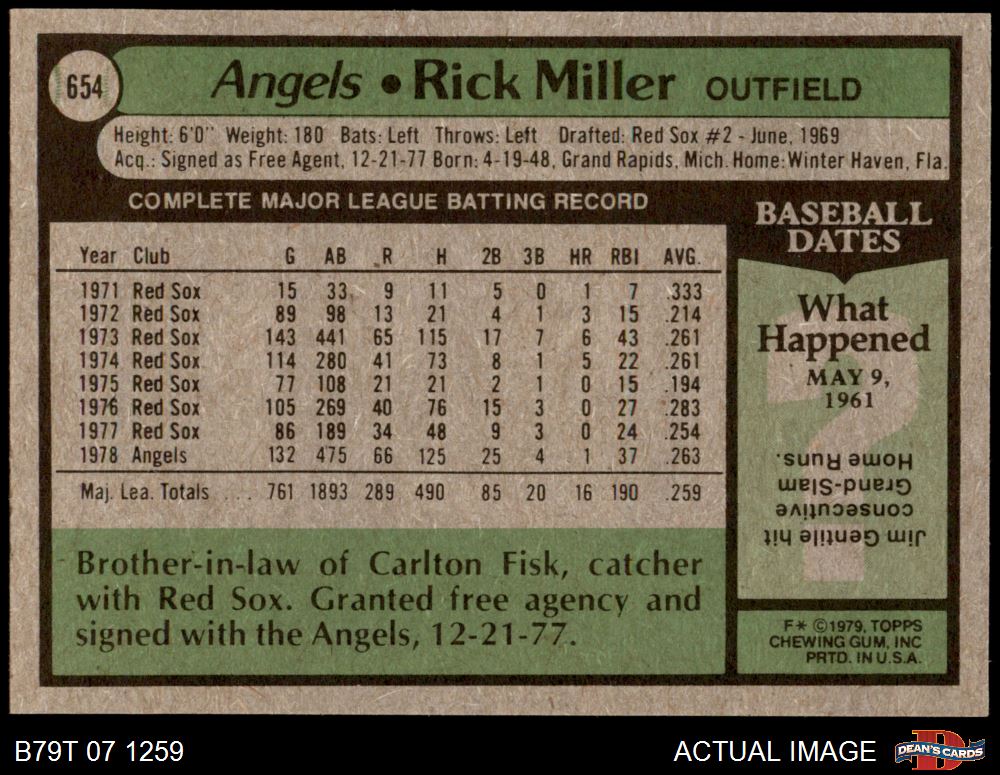 654
Angels • Rick Miller OUTFIELD
Height: 6'0" Weight: 180 Bats: Left Throws: Left Drafted: Red Sox #2 - June, 1969
Acq.: Signed as Free Agent, 12-21-77 Born: 4-19-48, Grand Rapids, Mich. Home: Winter Haven, Fla.
COMPLETE MAJOR LEAGUE BATTING RECORD
Year Club G AB R H 2B 3B HR RBI AVG.
1971 Red Sox 15 33 9 11 5 0 1 7 .333
1972 Red Sox 89 98 13 21 4 1 3 15 .214
1973 Red Sox 143 441 65 115 17 7 6 43 .261
1974 Red Sox 114 280 41 73 8 1 5 22 .261
1975 Red Sox 77 108 21 21 2 1 0 15 .194
1976 Red Sox 105 269 40 76 15 3 0 27 .283
1977 Red Sox 86 189 34 48 9 3 0 24 .254
1978 Angels 132 475 66 125 25 4 1 37 .263
Maj. Lea. Totals .... 761 1893 289 490 85 20 16 190 .259
Brother-in-law of Carlton Fisk, catcher
with Red Sox. Granted free agency and
signed with the Angels, 12-21-77.
BASEBALL
DATES
What
Happened
MAY 9,
1961
?
Jim Gentile hit
consecutive
Grand-Slam
Home Runs.
F* ©1979, TOPPS
CHEWING GUM, INC
PRTD. IN U.S.A.
B79T 07 1259
ACTUAL IMAGE
D
DEAN'S CARDS